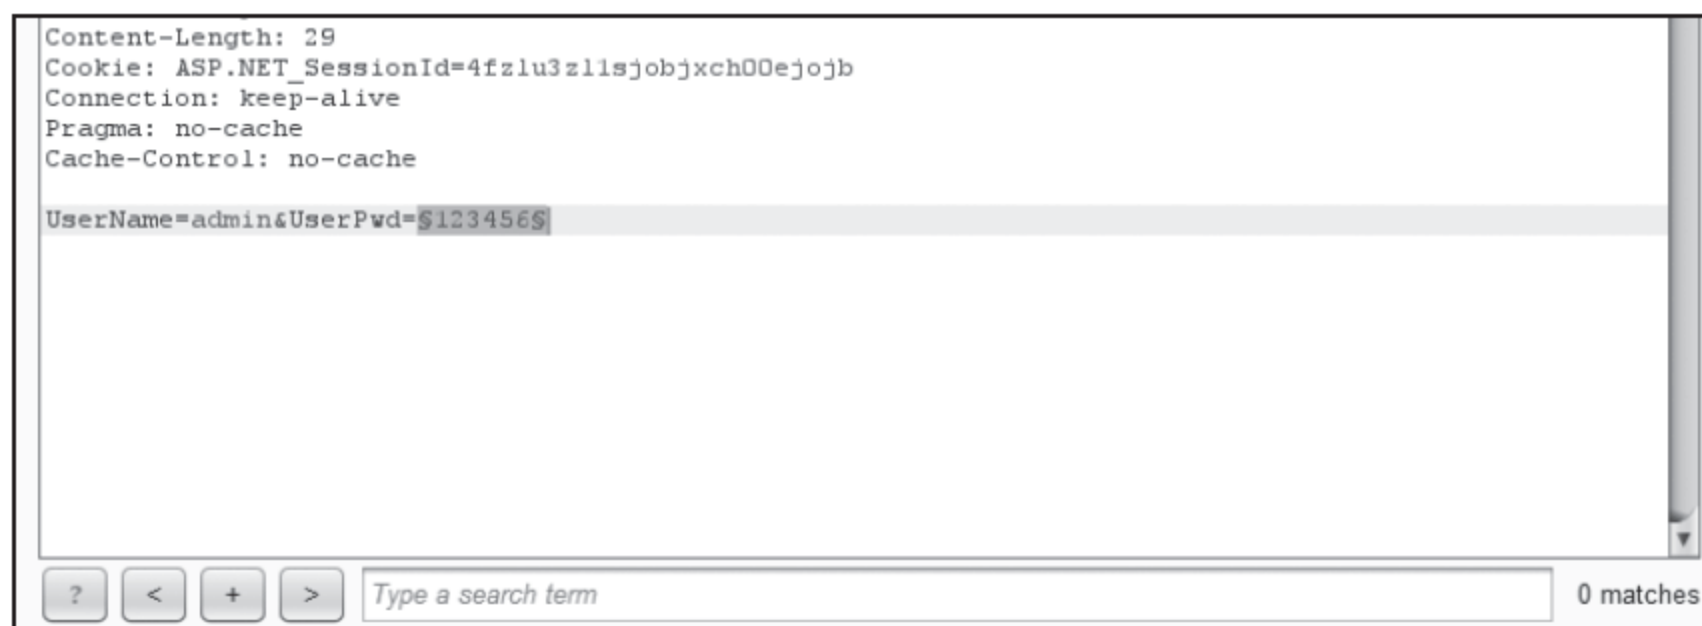 Content-Length: 29
Cookie: ASP.NET_SessionId=4fzlu3zl1sjobjxch00ejojb
Connection: keep-alive
Pragma: no-cache
Cache-Control: no-cache
UserName=admin&UserPwd=§123456§
? < + > Type a search term 0 matches